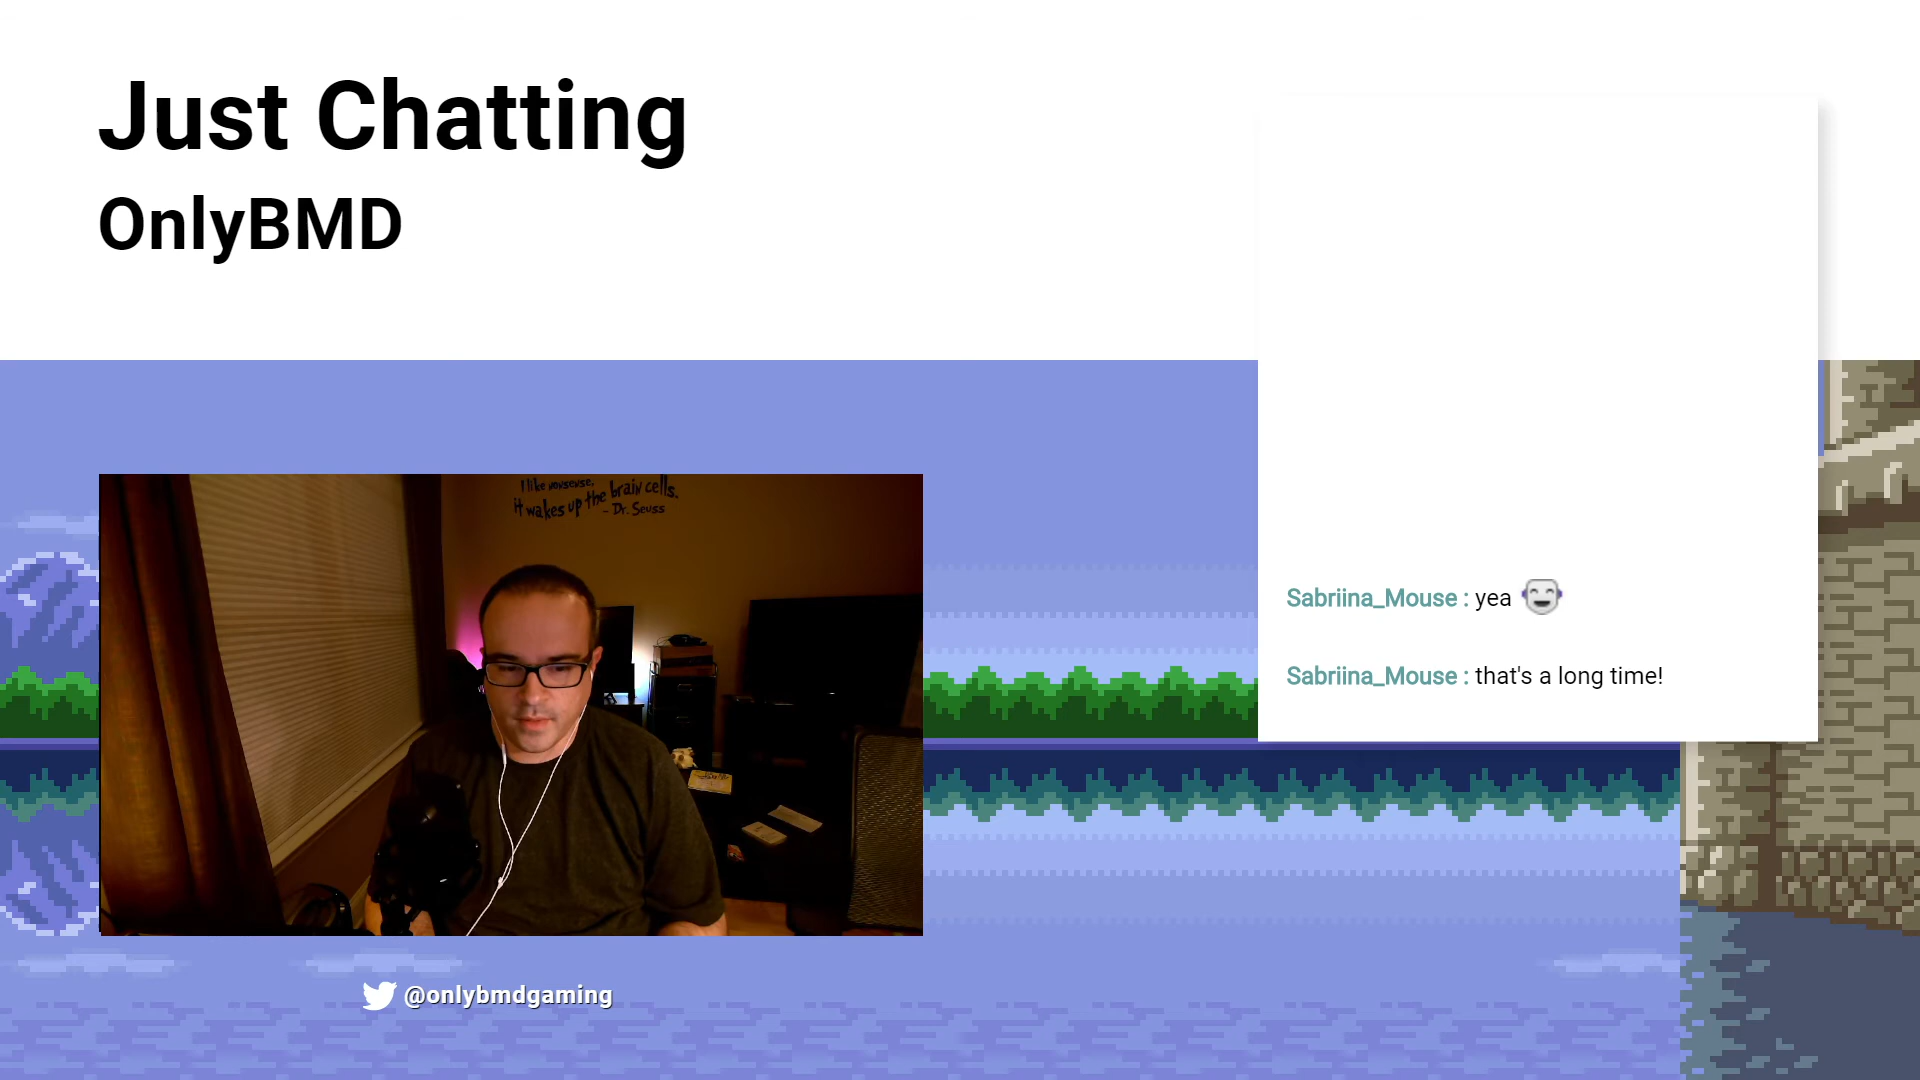 Just Chatting
OnlyBMD
I like nonsense,
it wakes up the brain cells.
- Dr. Seuss
Sabriina_Mouse : yea
Sabriina_Mouse : that's a long time!
@onlybmdgaming